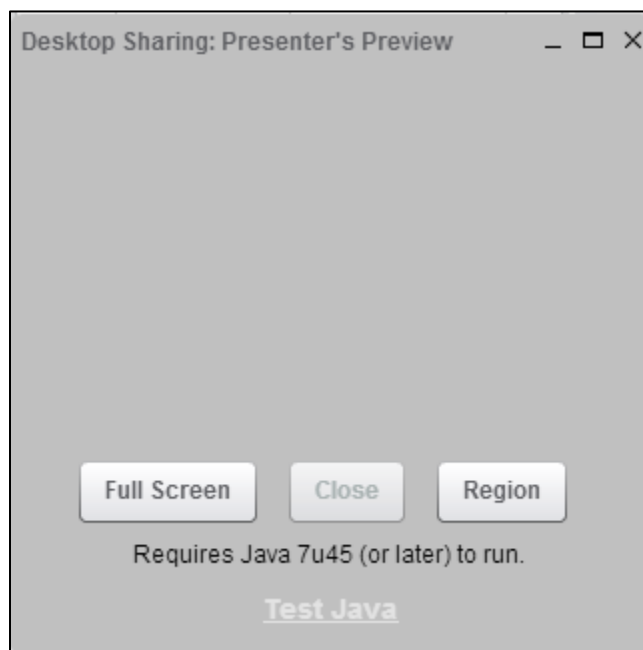 Desktop Sharing: Presenter's Preview
Full Screen Close Region
Requires Java 7u45 (or later) to run.
Test Java